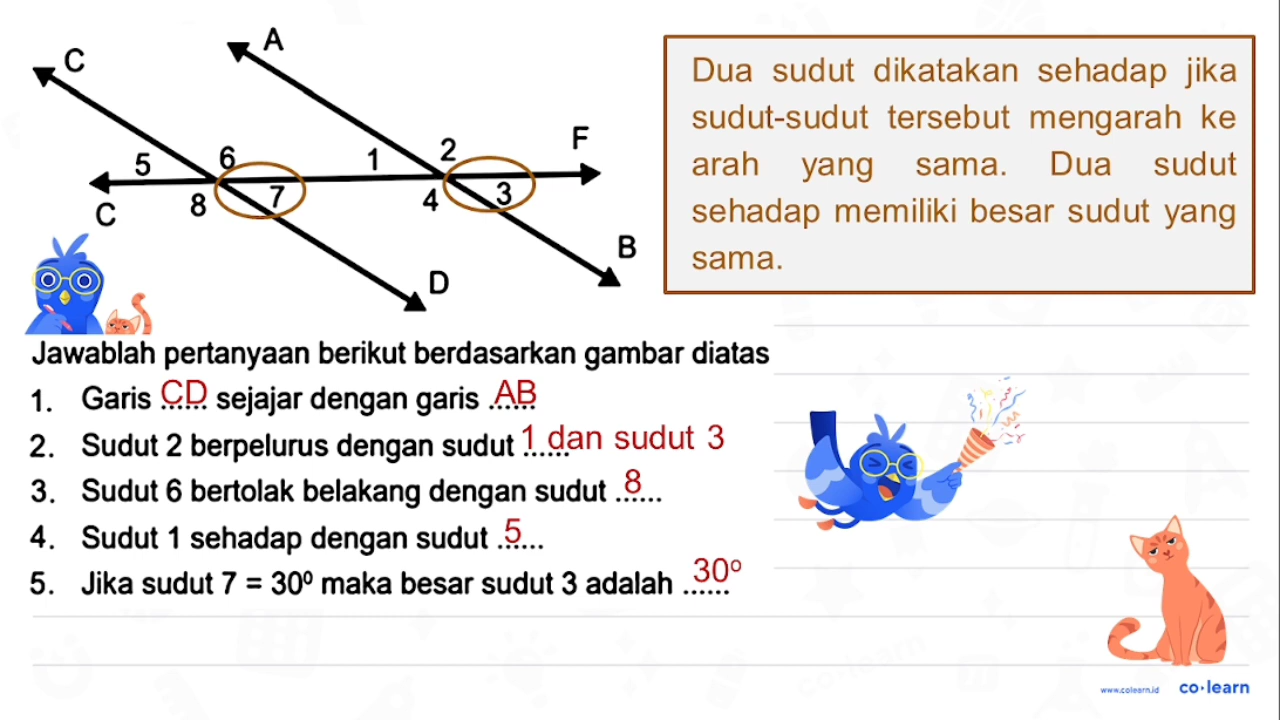 C
A
F
5
6
1
2
C
8
7
4
3
B
D
Dua sudut dikatakan sehadap jika
sudut-sudut tersebut mengarah ke
arah yang sama. Dua sudut
sehadap memiliki besar sudut yang
sama.
Jawablah pertanyaan berikut berdasarkan gambar diatas
1. Garis CD ...... sejajar dengan garis AB ......
2. Sudut 2 berpelurus dengan sudut 1 dan sudut 3 ......
3. Sudut 6 bertolak belakang dengan sudut 8 ......
4. Sudut 1 sehadap dengan sudut 5 ......
5. Jika sudut 7 = 30⁰ maka besar sudut 3 adalah 30⁰ ......
www.colearn.id co·learn